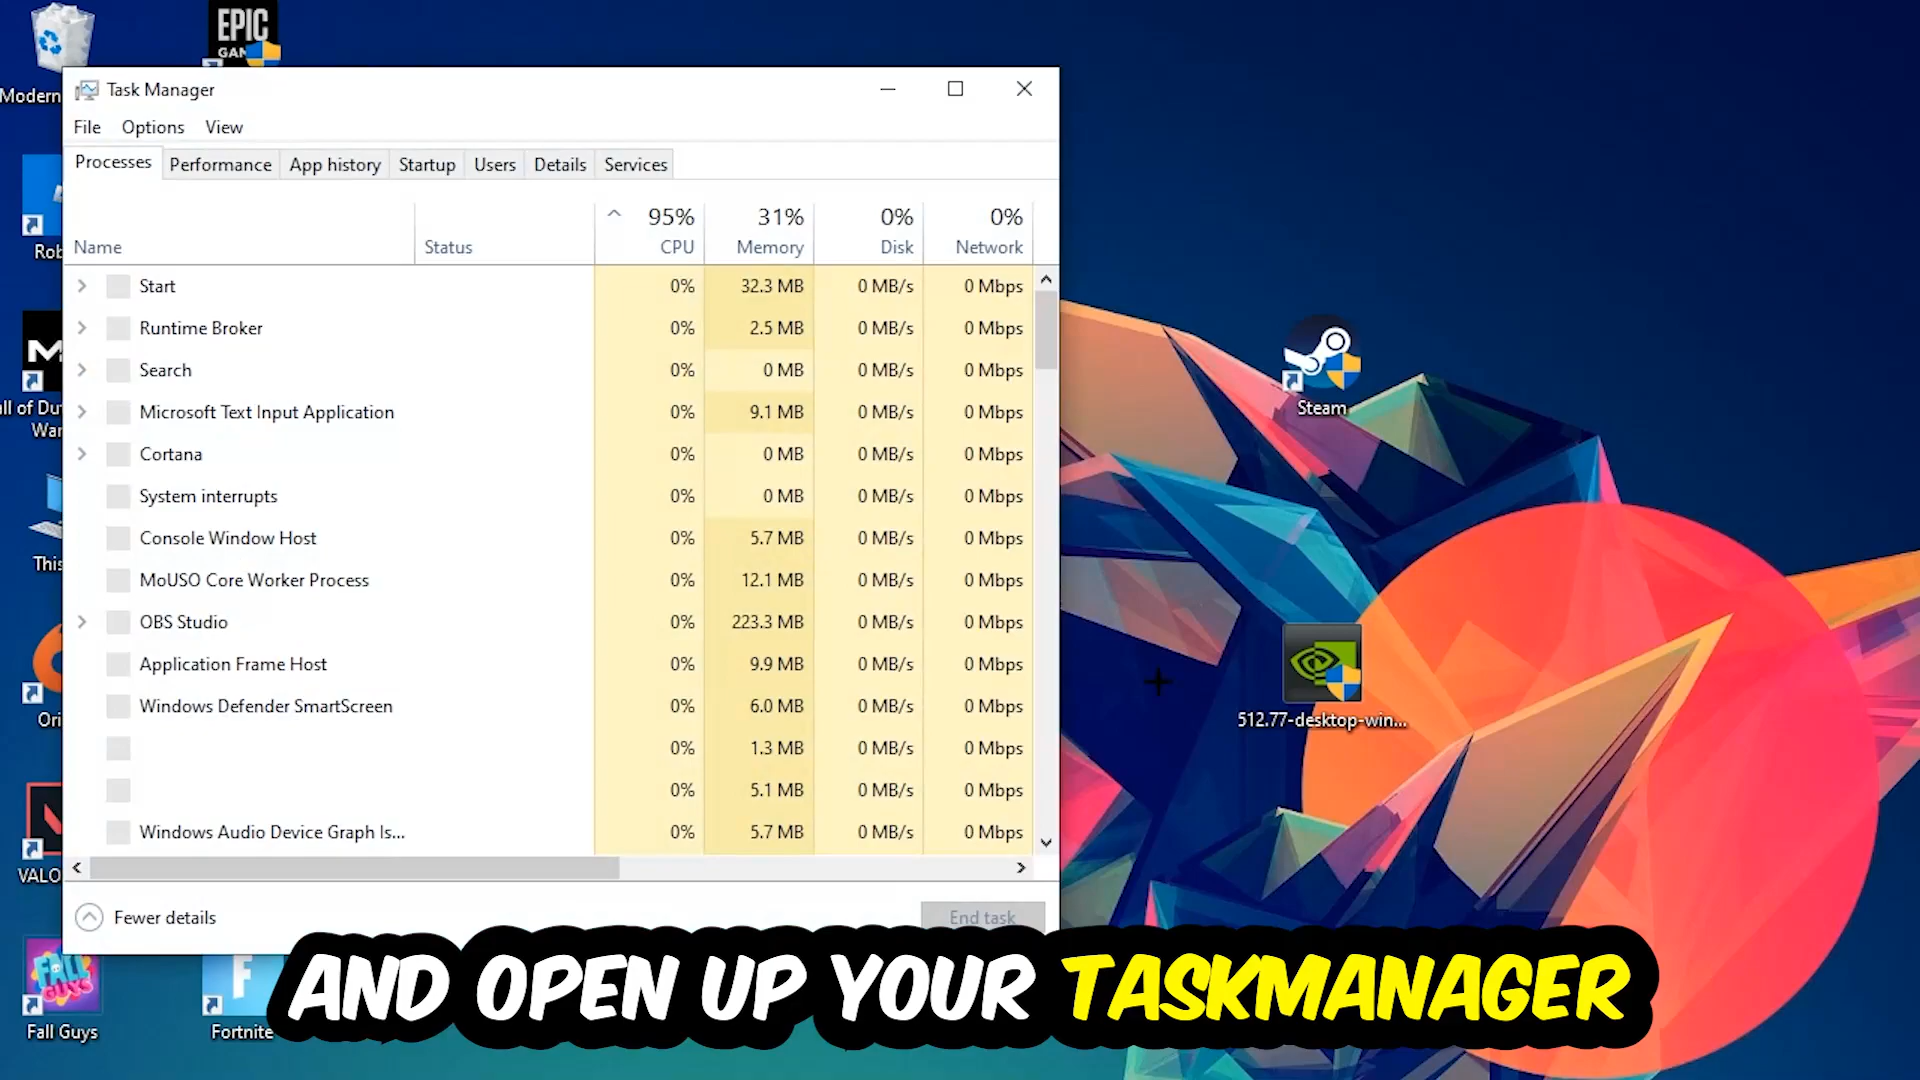 EPIC
GAM
Modern
Task Manager
File Options View
Processes Performance App history Startup Users Details Services
95% 31% 0% 0%
Name Status CPU Memory Disk Network
Start 0% 32.3 MB 0 MB/s 0 Mbps
Runtime Broker 0% 2.5 MB 0 MB/s 0 Mbps
Search 0% 0 MB 0 MB/s 0 Mbps
Microsoft Text Input Application 0% 9.1 MB 0 MB/s 0 Mbps
Cortana 0% 0 MB 0 MB/s 0 Mbps
System interrupts 0% 0 MB 0 MB/s 0 Mbps
Console Window Host 0% 5.7 MB 0 MB/s 0 Mbps
MoUSO Core Worker Process 0% 12.1 MB 0 MB/s 0 Mbps
OBS Studio 0% 223.3 MB 0 MB/s 0 Mbps
Application Frame Host 0% 9.9 MB 0 MB/s 0 Mbps
Windows Defender SmartScreen 0% 6.0 MB 0 MB/s 0 Mbps
0% 1.3 MB 0 MB/s 0 Mbps
0% 5.1 MB 0 MB/s 0 Mbps
Windows Audio Device Graph Is... 0% 5.7 MB 0 MB/s 0 Mbps
Fewer details End task
Rob
M
all of Du
War
This
Ori
VALO
Steam
512.77-desktop-win...
FALL
GUYS
Fall Guys
F
Fortnite
AND OPEN UP YOUR TASKMANAGER